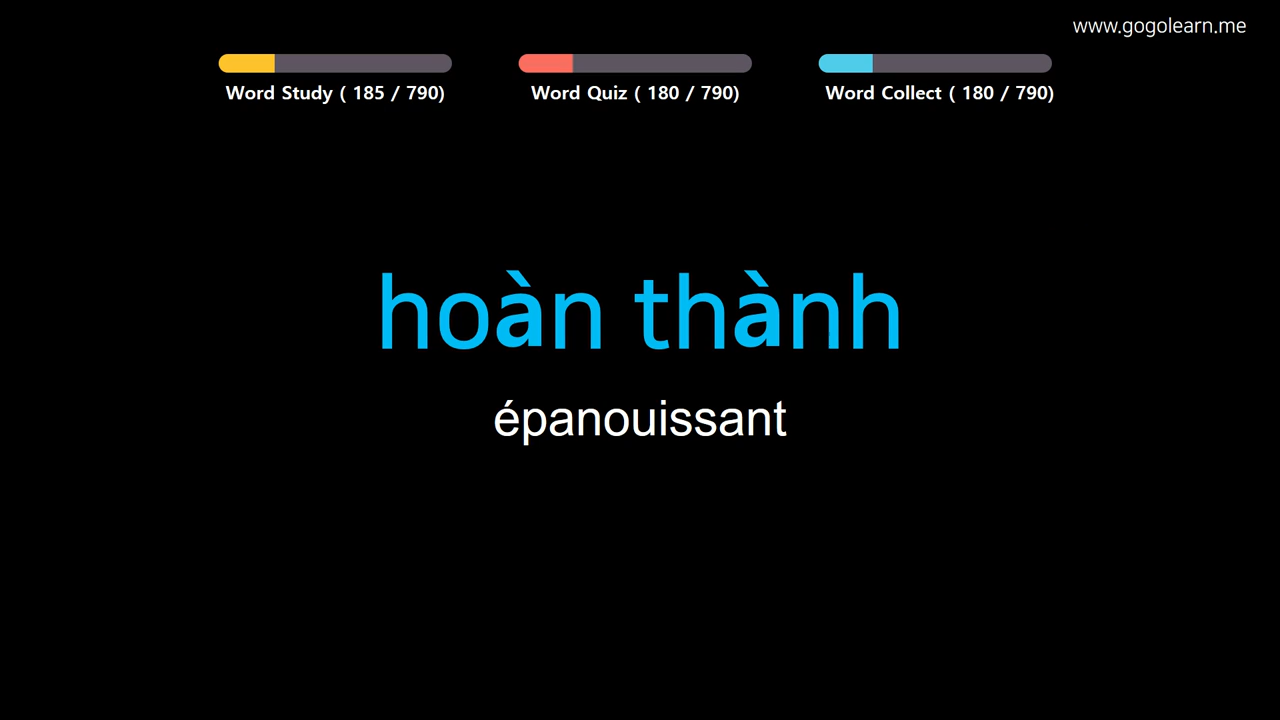 www.gogolearn.me
Word Study ( 185 / 790)
Word Quiz ( 180 / 790)
Word Collect ( 180 / 790)
hoàn thành
épanouissant